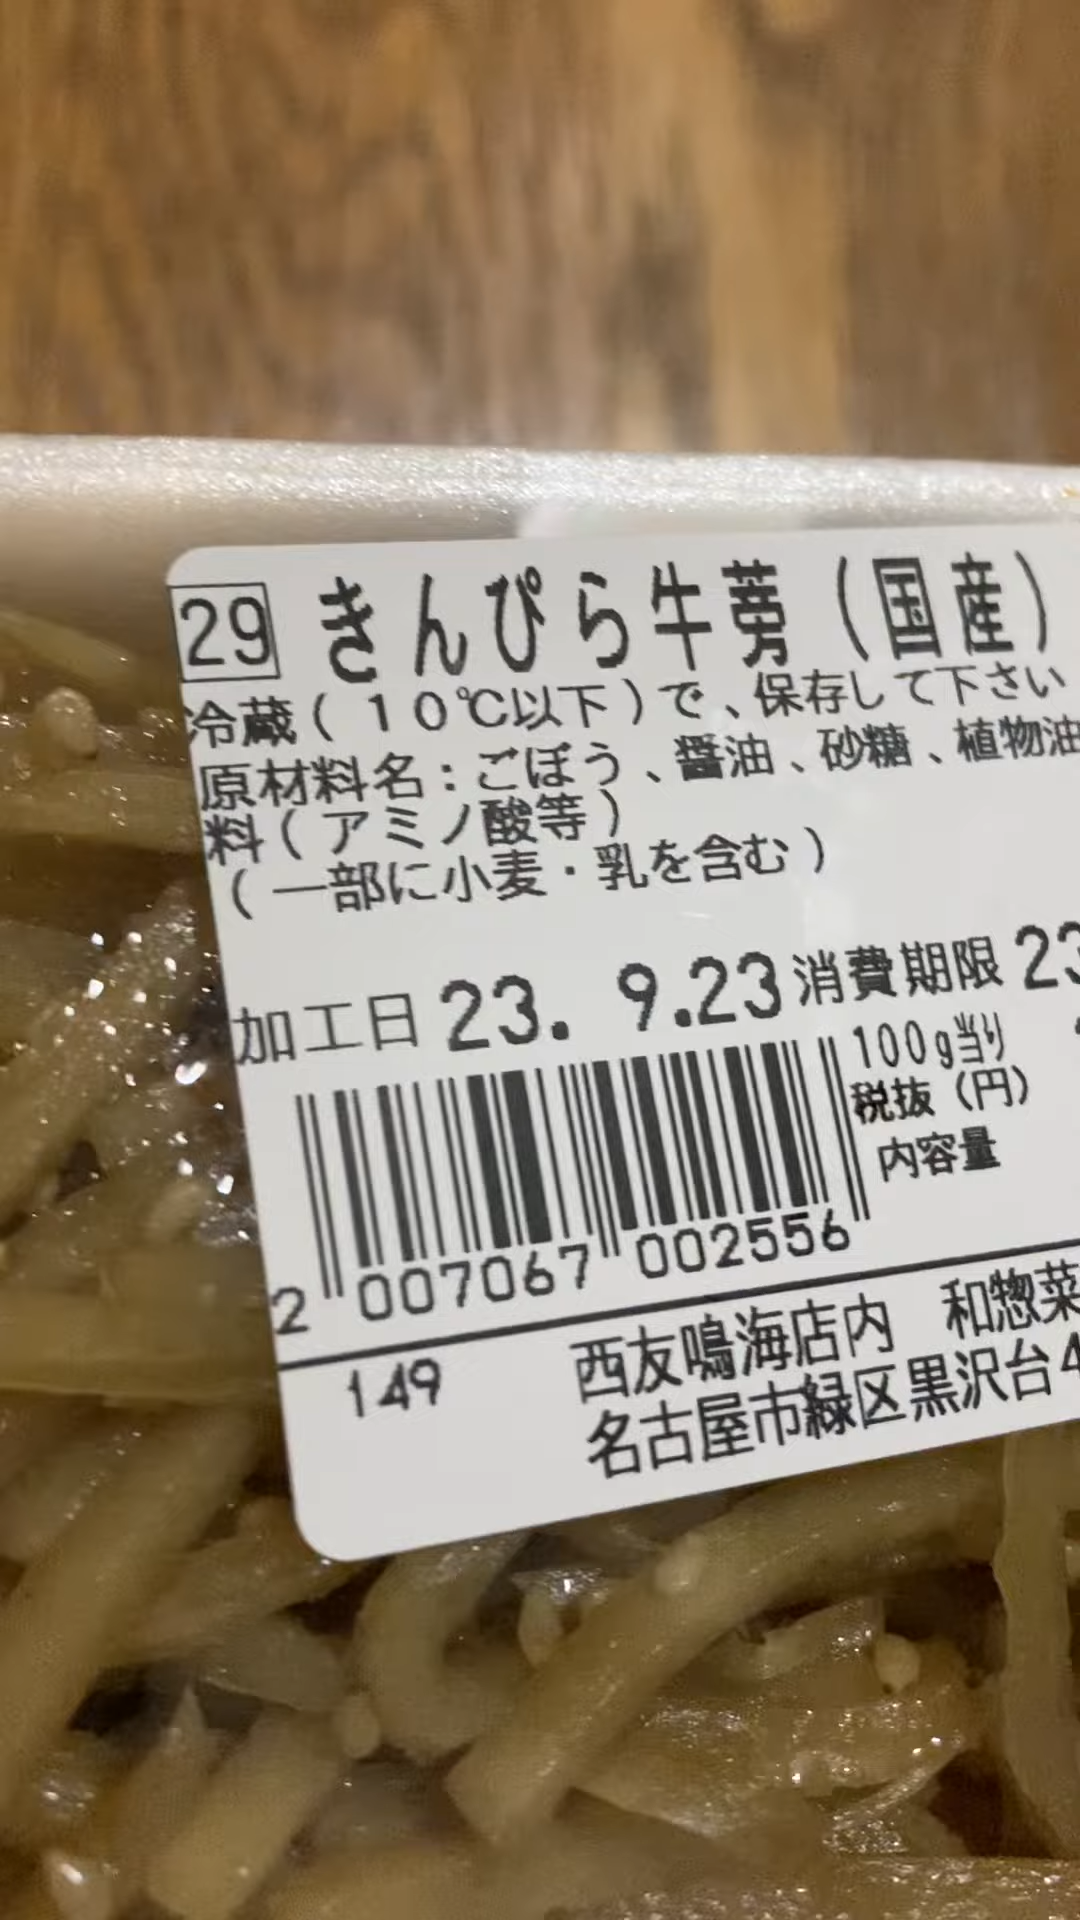 29 きんぴら牛蒡(国産)
冷蔵(10℃以下)で、保存して下さい
原材料名:ごぼう、醤油、砂糖、植物油
料(アミノ酸等)
(一部に小麦・乳を含む)
加工日 23. 9.23 消費期限 23
100g当り
税抜(円)
内容量
2 007067 002556
149 西友鳴海店内 和惣菜
名古屋市緑区黒沢台4